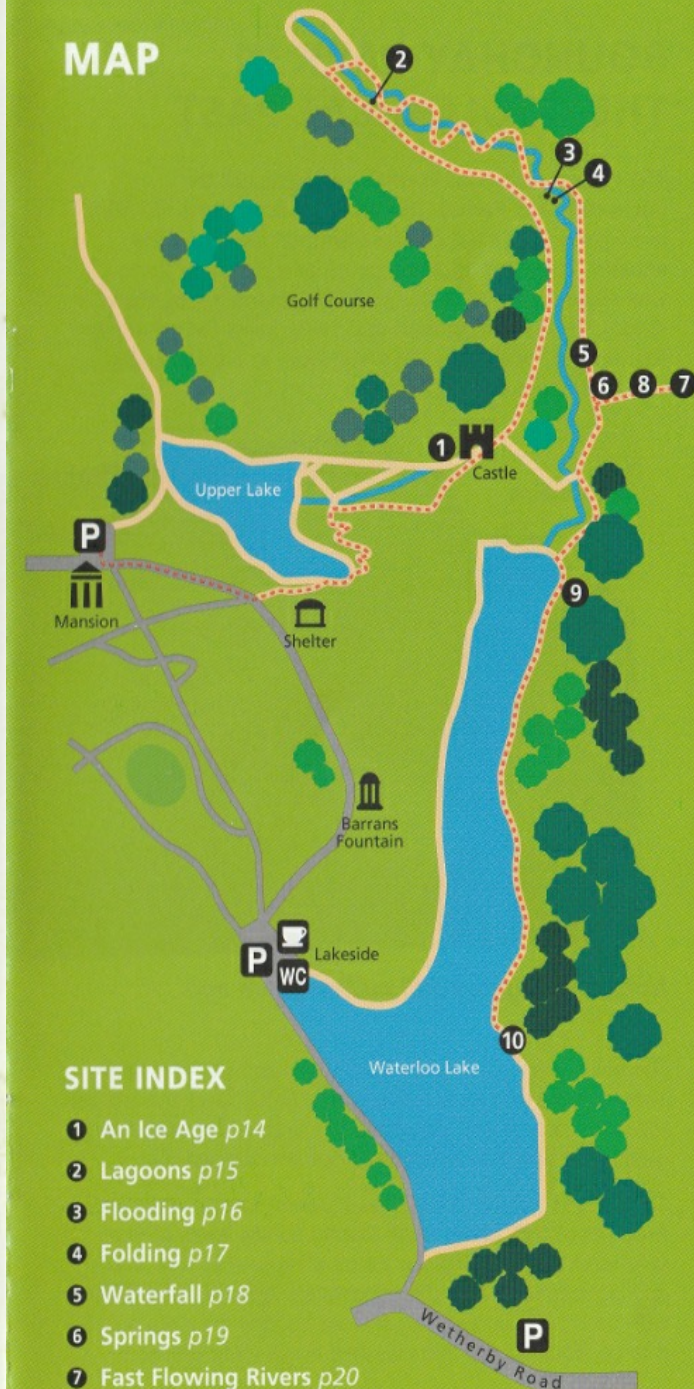 MAP
2
3
4
Golf Course
5
6
8
7
1
Castle
Upper Lake
P
Mansion
Shelter
9
Barrans
Fountain
P
WC
Lakeside
10
Waterloo Lake
SITE INDEX
1 An Ice Age p14
2 Lagoons p15
3 Flooding p16
4 Folding p17
5 Waterfall p18
6 Springs p19
7 Fast Flowing Rivers p20
P
Wetherby Road